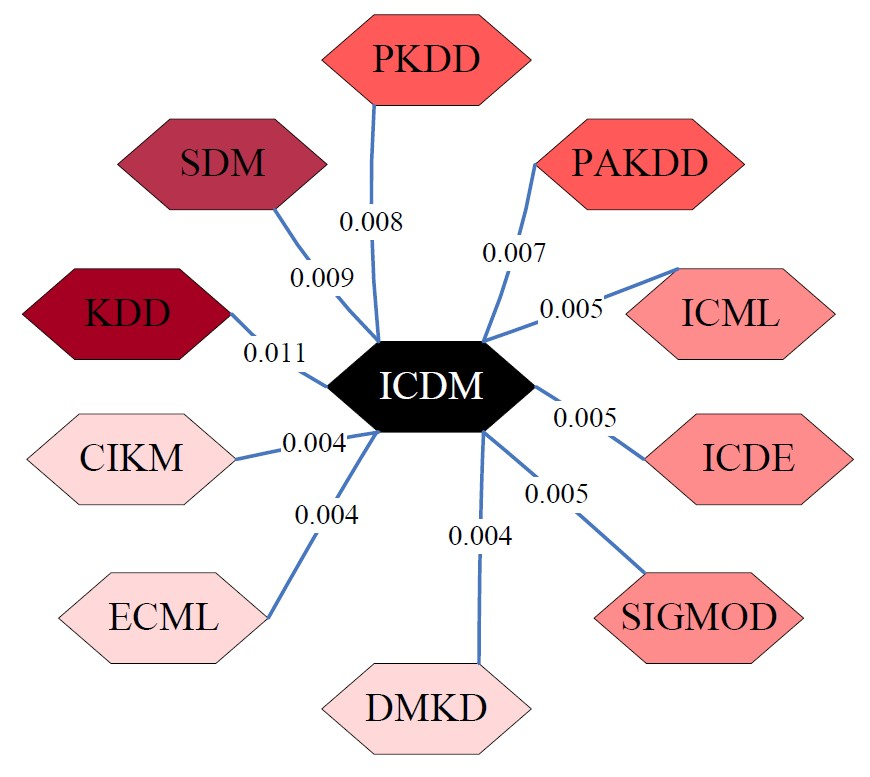 PKDD
SDM
PAKDD
0.008
0.007
0.009
KDD
0.005
ICML
0.011
ICDM
0.005
0.004
CIKM
ICDE
0.005
0.004
0.004
ECML
SIGMOD
DMKD